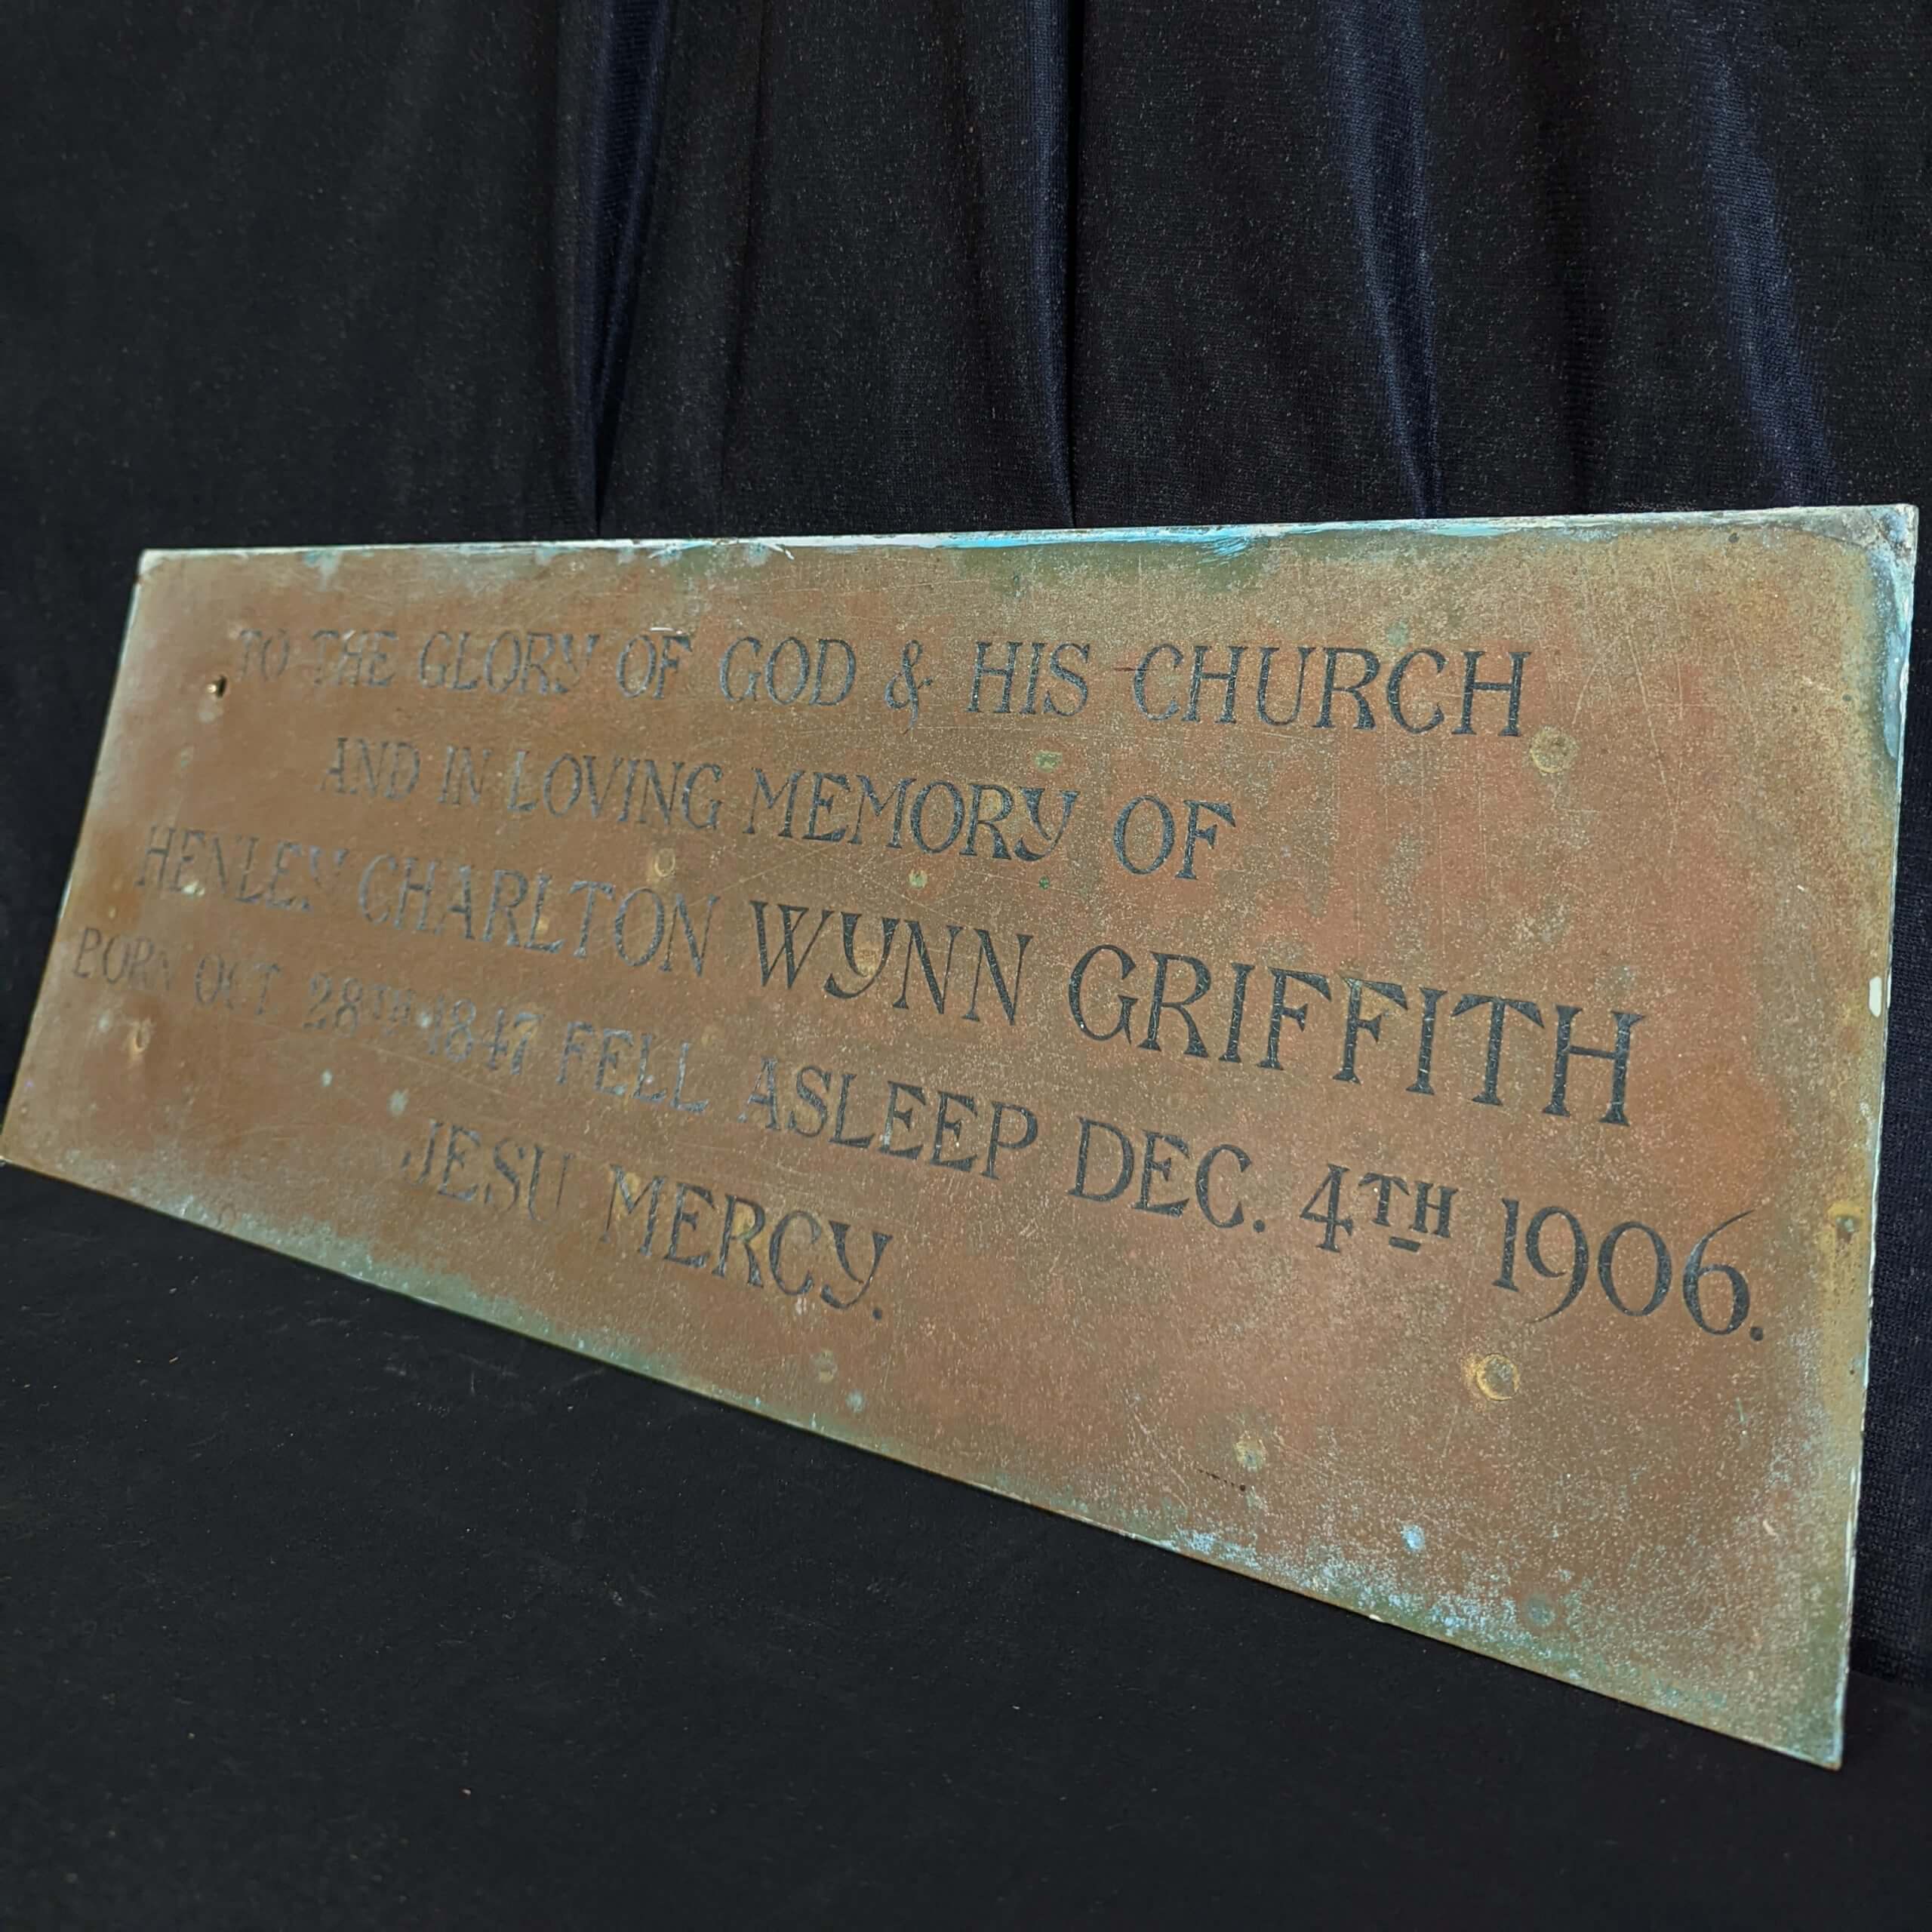 TO THE GLORY OF GOD & HIS CHURCH
AND IN LOVING MEMORY OF
HENLEY CHARLTON WYNN GRIFFITH
BORN OCT 28TH 1847 FELL ASLEEP DEC. 4TH 1906.
JESU MERCY.